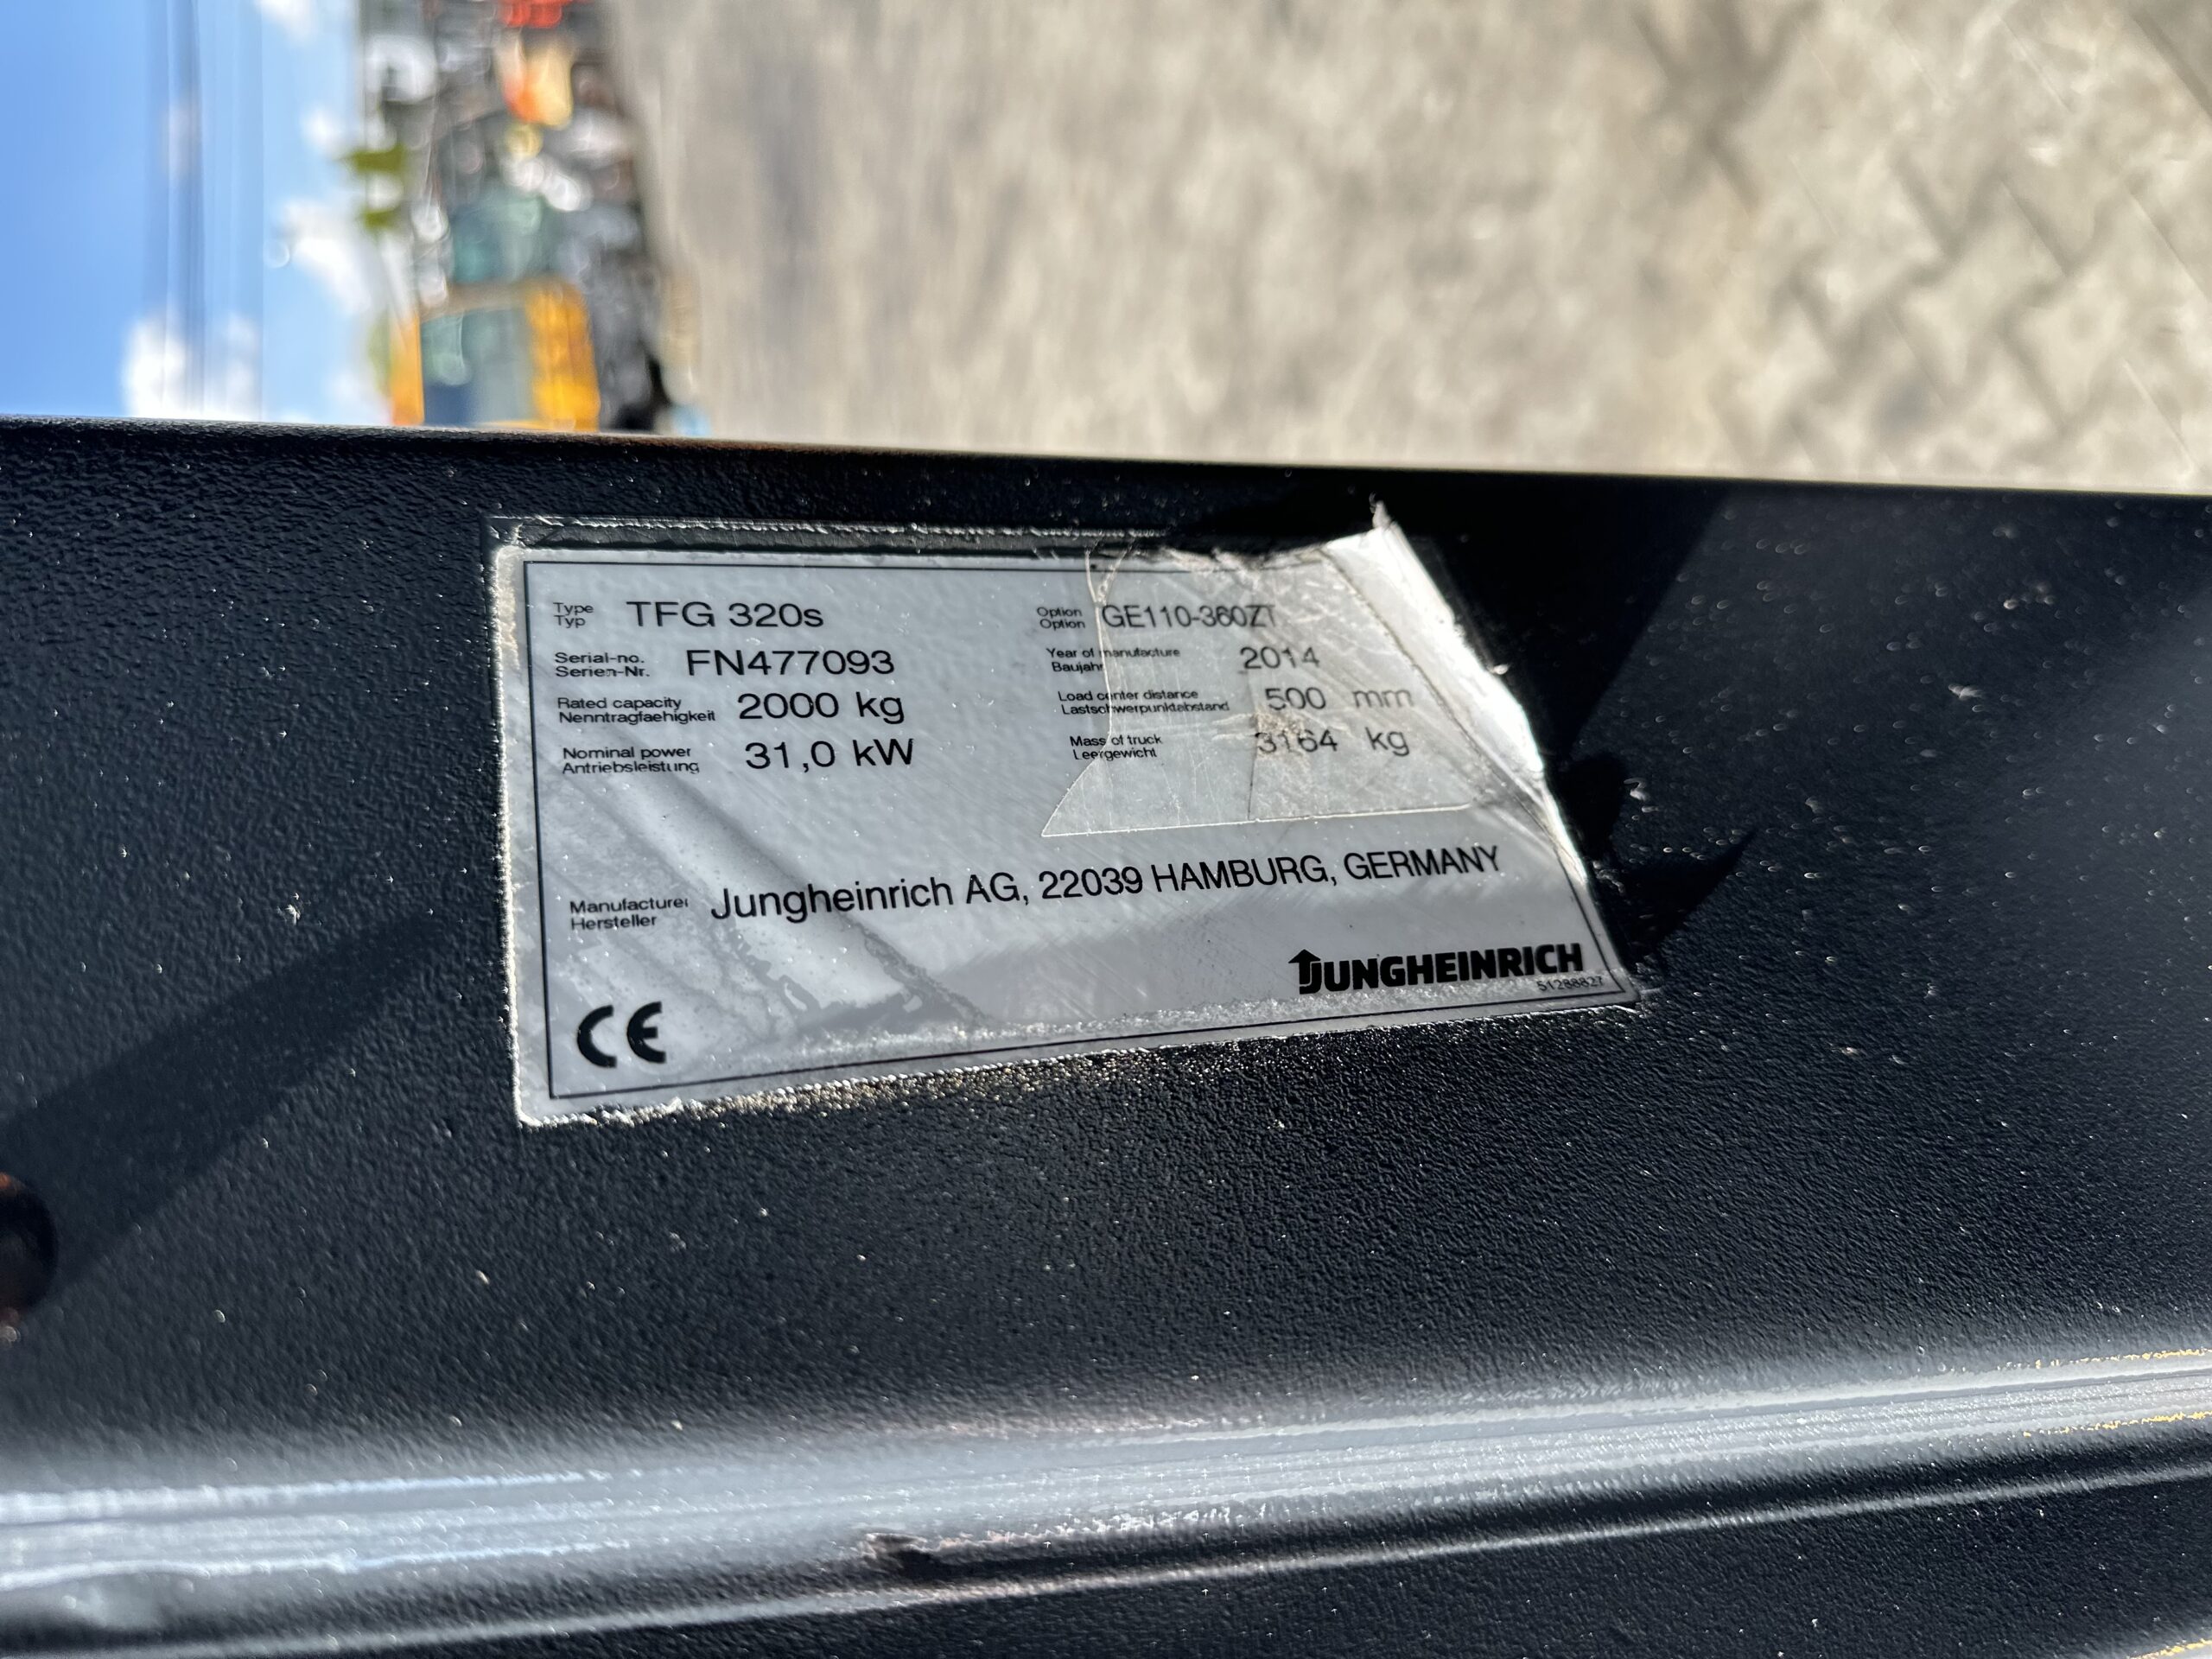 Type TFG 320s Option GE110-360ZT
Typ Option
Serial-no. FN477093 Year of manufacture 2014
Serien-Nr. Baujahr
Rated capacity 2000 kg Load center distance 500 mm
Nenntragfaehigkeit Lastschwerpunktabstand
Nominal power 31,0 kW Mass of truck 3164 kg
Antriebsleistung Leergewicht
Manufacturer Jungheinrich AG, 22039 HAMBURG, GERMANY
Hersteller
JUNGHEINRICH
51288827
CE